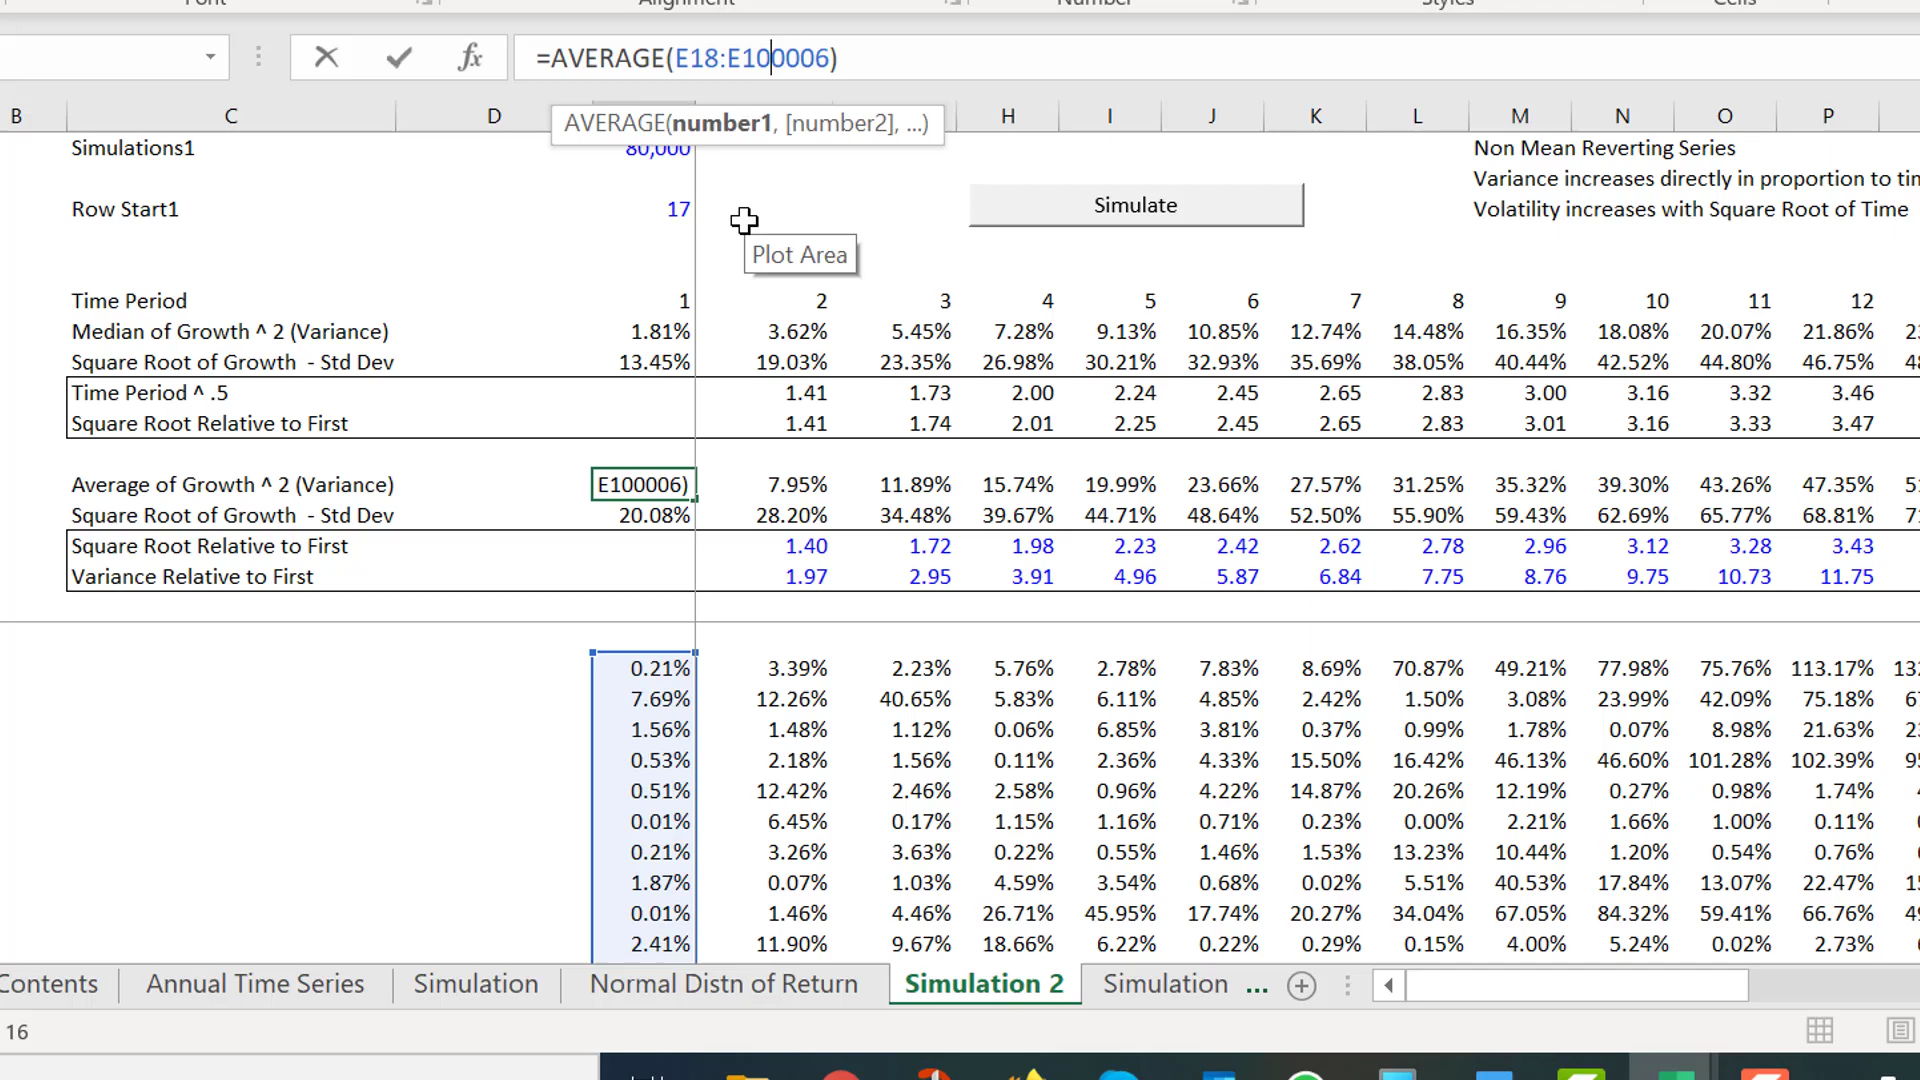 Font Alignment Number Styles Cells
fx =AVERAGE(E18:E100006)
B C D H I J K L M N O P
AVERAGE(number1, [number2], ...)
Simulations1 80,000 Non Mean Reverting Series
Variance increases directly in proportion to
Row Start1 17 Simulate Volatility increases with Square Root of Time
Plot Area
Time Period 1 2 3 4 5 6 7 8 9 10 11 12
Median of Growth ^ 2 (Variance) 1.81% 3.62% 5.45% 7.28% 9.13% 10.85% 12.74% 14.48% 16.35% 18.08% 20.07% 21.86%
Square Root of Growth - Std Dev 13.45% 19.03% 23.35% 26.98% 30.21% 32.93% 35.69% 38.05% 40.44% 42.52% 44.80% 46.75%
Time Period ^ .5 1.41 1.73 2.00 2.24 2.45 2.65 2.83 3.00 3.16 3.32 3.46
Square Root Relative to First 1.41 1.74 2.01 2.25 2.45 2.65 2.83 3.01 3.16 3.33 3.47
Average of Growth ^ 2 (Variance) E100006) 7.95% 11.89% 15.74% 19.99% 23.66% 27.57% 31.25% 35.32% 39.30% 43.26% 47.35%
Square Root of Growth - Std Dev 20.08% 28.20% 34.48% 39.67% 44.71% 48.64% 52.50% 55.90% 59.43% 62.69% 65.77% 68.81%
Square Root Relative to First 1.40 1.72 1.98 2.23 2.42 2.62 2.78 2.96 3.12 3.28 3.43
Variance Relative to First 1.97 2.95 3.91 4.96 5.87 6.84 7.75 8.76 9.75 10.73 11.75
0.21% 3.39% 2.23% 5.76% 2.78% 7.83% 8.69% 70.87% 49.21% 77.98% 75.76% 113.17%
7.69% 12.26% 40.65% 5.83% 6.11% 4.85% 2.42% 1.50% 3.08% 23.99% 42.09% 75.18%
1.56% 1.48% 1.12% 0.06% 6.85% 3.81% 0.37% 0.99% 1.78% 0.07% 8.98% 21.63%
0.53% 2.18% 1.56% 0.11% 2.36% 4.33% 15.50% 16.42% 46.13% 46.60% 101.28% 102.39%
0.51% 12.42% 2.46% 2.58% 0.96% 4.22% 14.87% 20.26% 12.19% 0.27% 0.98% 1.74%
0.01% 6.45% 0.17% 1.15% 1.16% 0.71% 0.23% 0.00% 2.21% 1.66% 1.00% 0.11%
0.21% 3.26% 3.63% 0.22% 0.55% 1.46% 1.53% 13.23% 10.44% 1.20% 0.54% 0.76%
1.87% 0.07% 1.03% 4.59% 3.54% 0.68% 0.02% 5.51% 40.53% 17.84% 13.07% 22.47%
0.01% 1.46% 4.46% 26.71% 45.95% 17.74% 20.27% 34.04% 67.05% 84.32% 59.41% 66.76%
2.41% 11.90% 9.67% 18.66% 6.22% 0.22% 0.29% 0.15% 4.00% 5.24% 0.02% 2.73%
Contents Annual Time Series Simulation Normal Distn of Return Simulation 2 Simulation ...
16